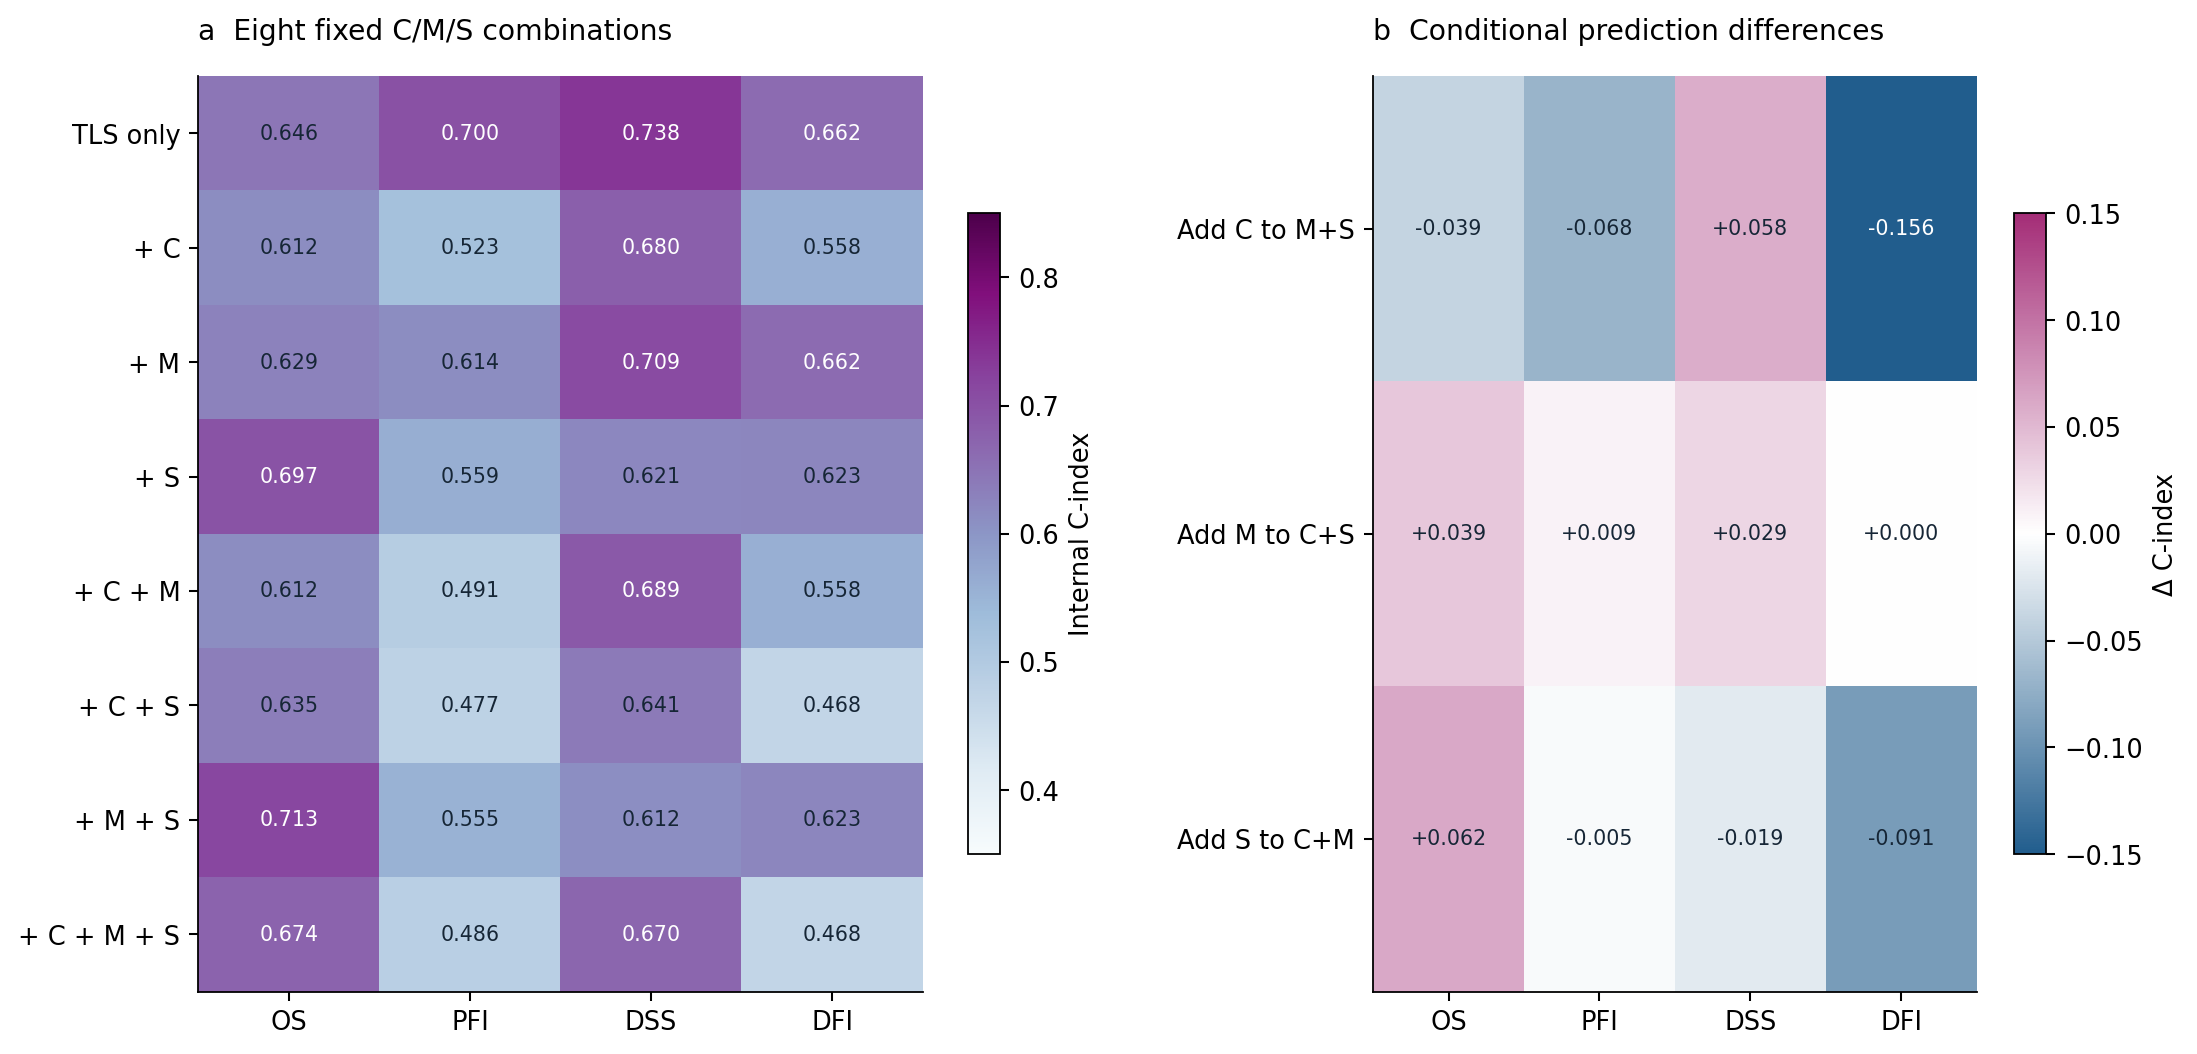 a Eight fixed C/M/S combinations
TLS only 0.646 0.700 0.738 0.662
+ C 0.612 0.523 0.680 0.558
+ M 0.629 0.614 0.709 0.662
+ S 0.697 0.559 0.621 0.623
+ C + M 0.612 0.491 0.689 0.558
+ C + S 0.635 0.477 0.641 0.468
+ M + S 0.713 0.555 0.612 0.623
+ C + M + S 0.674 0.486 0.670 0.468
OS PFI DSS DFI
0.8
0.7
0.6
0.5
0.4
Internal C-index
b Conditional prediction differences
Add C to M+S -0.039 -0.068 +0.058 -0.156
Add M to C+S +0.039 +0.009 +0.029 +0.000
Add S to C+M +0.062 -0.005 -0.019 -0.091
OS PFI DSS DFI
0.15
0.10
0.05
0.00
−0.05
−0.10
−0.15
Δ C-index